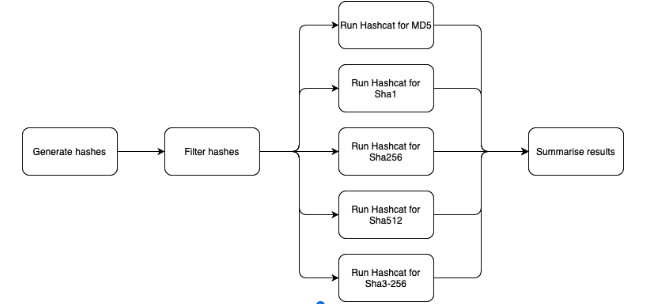 Generate hashes
Filter hashes
Run Hashcat for MD5
Run Hashcat for
Sha1
Run Hashcat for
Sha256
Run Hashcat for
Sha512
Run Hashcat for
Sha3-256
Summarise results